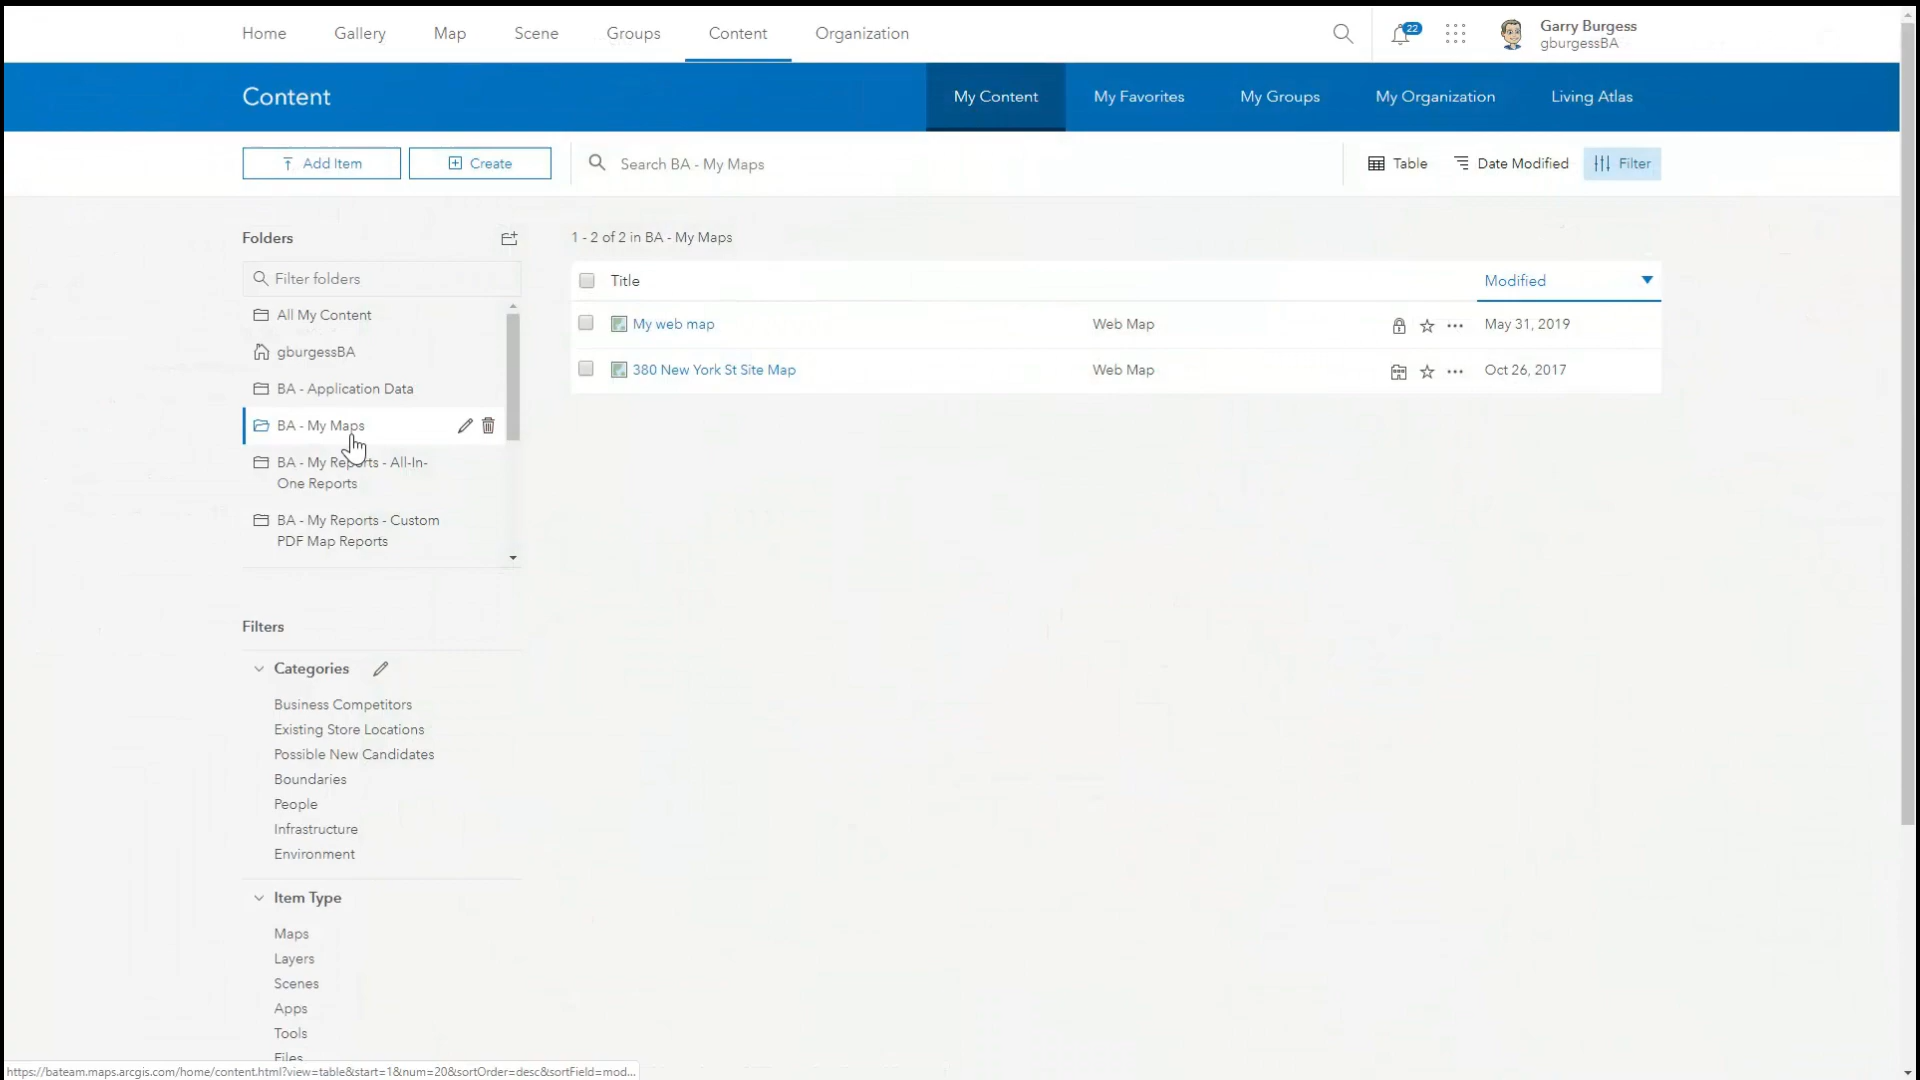 Home Gallery Map Scene Groups Content Organization
22
Garry Burgess
gburgessBA
Content
My Content My Favorites My Groups My Organization Living Atlas
Add Item Create Search BA - My Maps Table Date Modified Filter
Folders
Filter folders
All My Content
gburgessBA
BA - Application Data
BA - My Maps
BA - My Reports - All-In-
One Reports
BA - My Reports - Custom
PDF Map Reports
1 - 2 of 2 in BA - My Maps
Title Modified
My web map Web Map May 31, 2019
380 New York St Site Map Web Map Oct 26, 2017
Filters
Categories
Business Competitors
Existing Store Locations
Possible New Candidates
Boundaries
People
Infrastructure
Environment
Item Type
Maps
Layers
Scenes
Apps
Tools
Files
https://bateam.maps.arcgis.com/home/content.html?view=table&start=1&num=20&sortOrder=desc&sortField=mod...